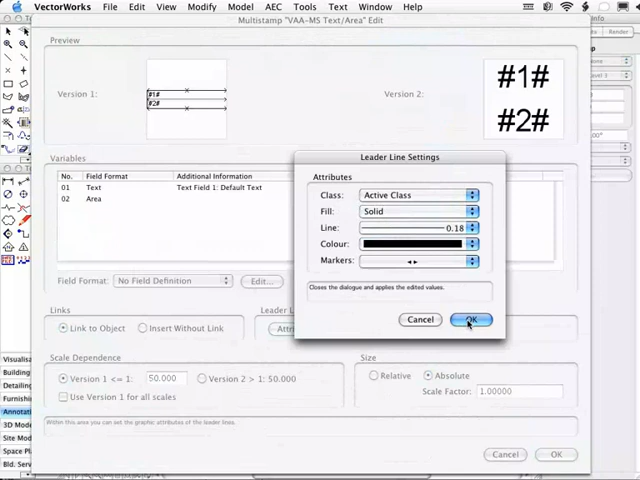 VectorWorks File Edit View Modify Model AEC Tools Text Window
Multistamp "VAA-MS Text/Area" Edit
Preview
Version 1:
#1#
#2#
Version 2:
#1#
#2#
Leader Line Settings
Attributes
Class: Active Class
Fill: Solid
Line: 0.18
Colour:
Markers:
Closes the dialogue and applies the edited values.
Cancel OK
Variables
No. Field Format Additional Information
01 Text Text Field 1: Default Text
02 Area
Field Format: No Field Definition Edit...
Links
Link to Object Insert Without Link
Scale Dependence
Version 1 <= 1: 50.000 Version 2 > 1: 50.000
Use Version 1 for all scales
Size
Relative Absolute
Scale Factor: 1.00000
Within this area you can set the graphic attributes of the leader lines.
Cancel OK
Visualisa
Building
Detailing
Furnishin
Annotatio
3D Mode
Site Mod
Special
Bld. Serv